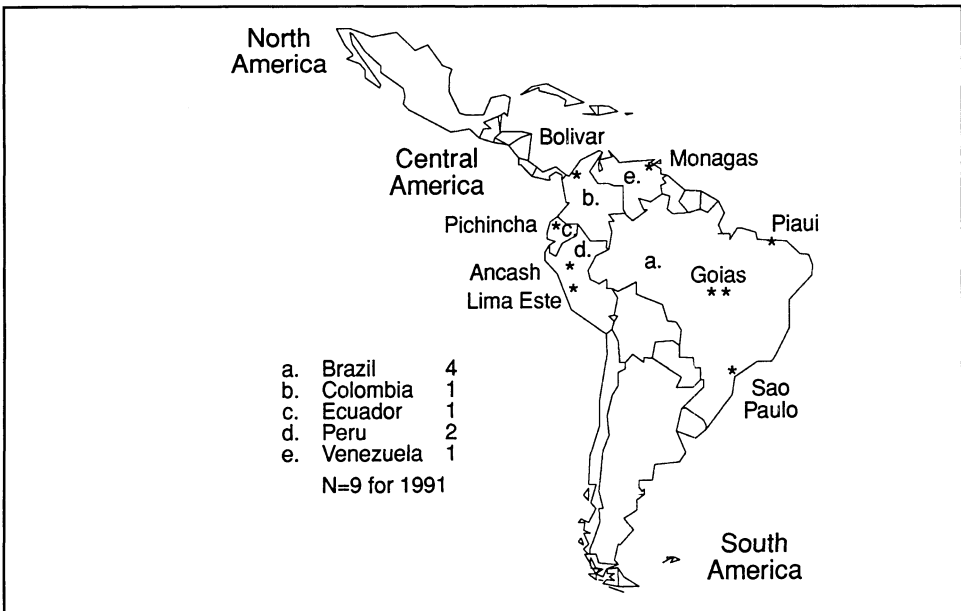 North
America
Central
America
Bolivar
Monagas
e.
b.
Pichincha
c.
d.
Piaui
a.
Ancash
Goias
* *
Lima Este
a. Brazil 4
b. Colombia 1
c. Ecuador 1
d. Peru 2
e. Venezuela 1
N=9 for 1991
Sao
Paulo
South
America